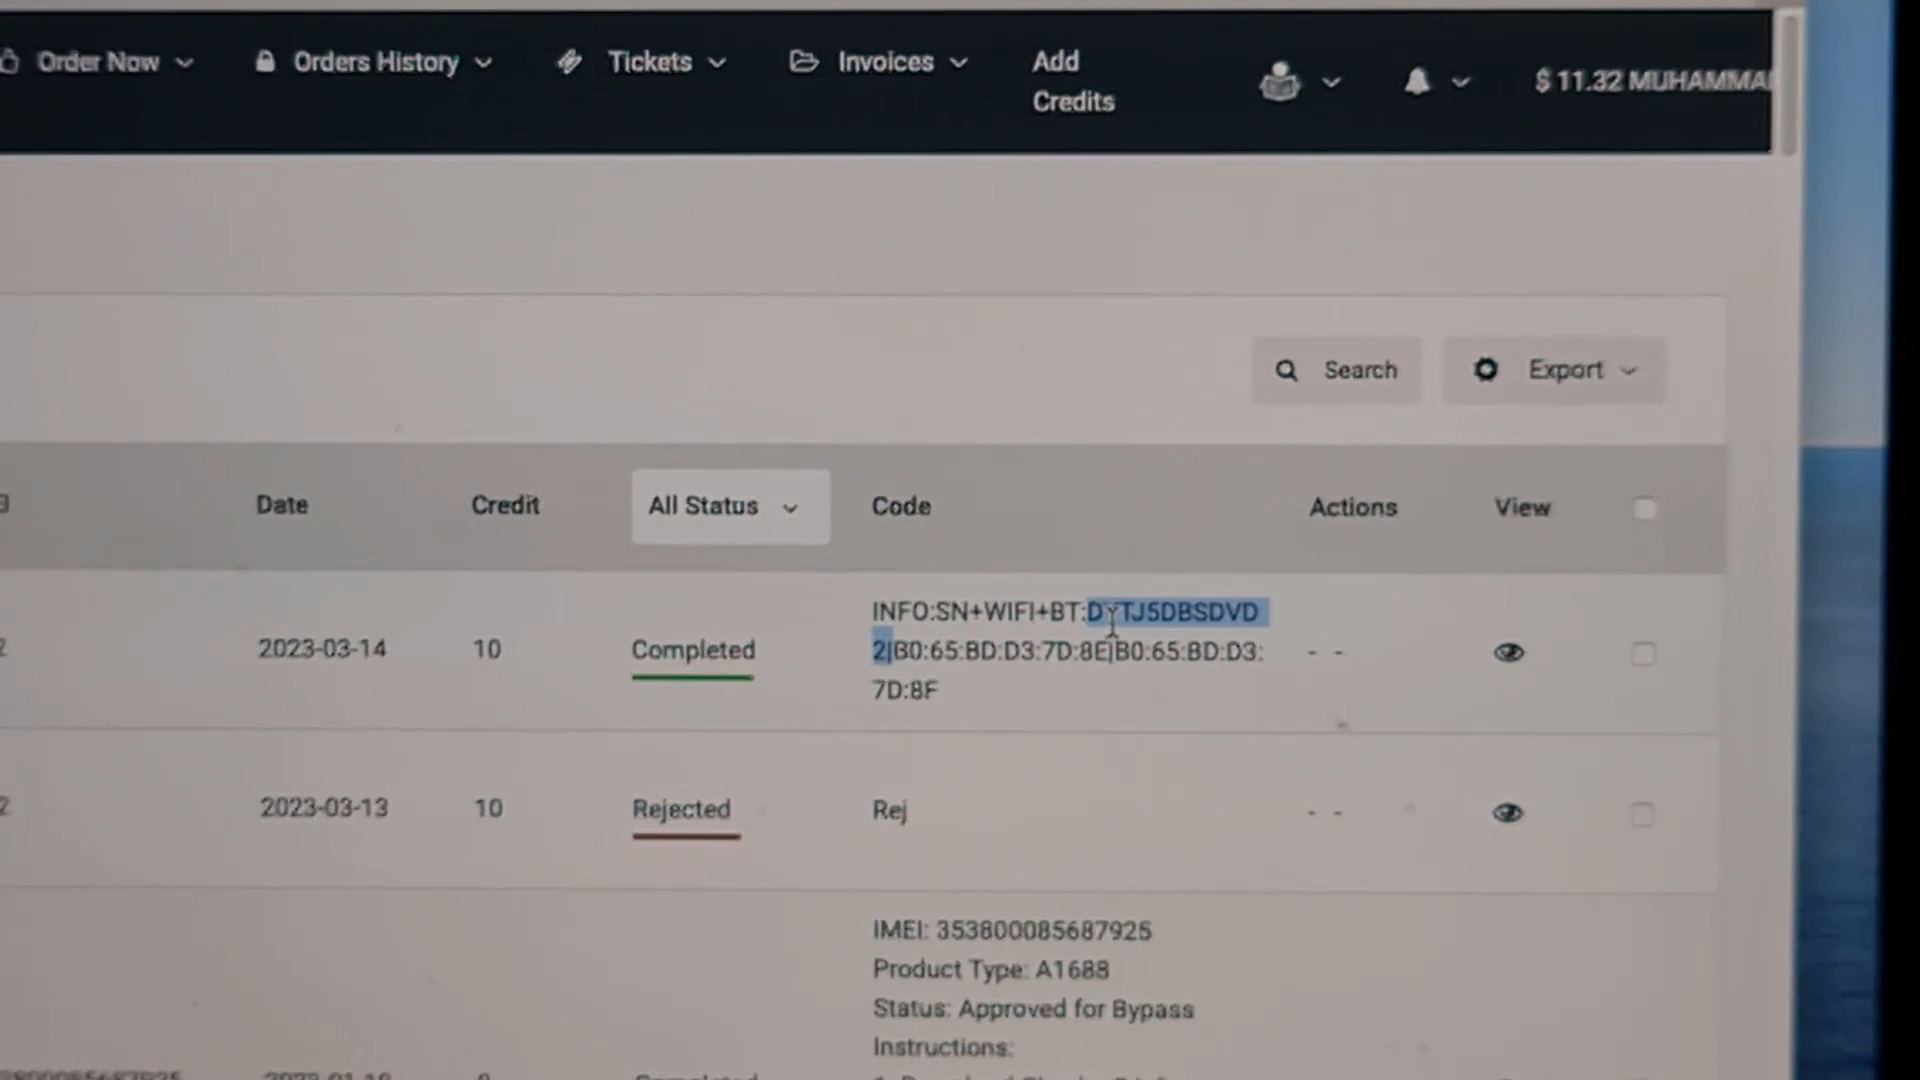 Order Now
Orders History
Tickets
Invoices
Add
Credits
$ 11.32 MUHAMMA
Search
Export
Date
Credit
All Status
Code
Actions
View
2023-03-14
10
Completed
INFO:SN+WIFI+BT:DYTJ5DBSDVD
2|B0:65:BD:D3:7D:8E|B0:65:BD:D3:
7D:8F
- -
2023-03-13
10
Rejected
Rej
- -
IMEI: 353800085687925
Product Type: A1688
Status: Approved for Bypass
Instructions: